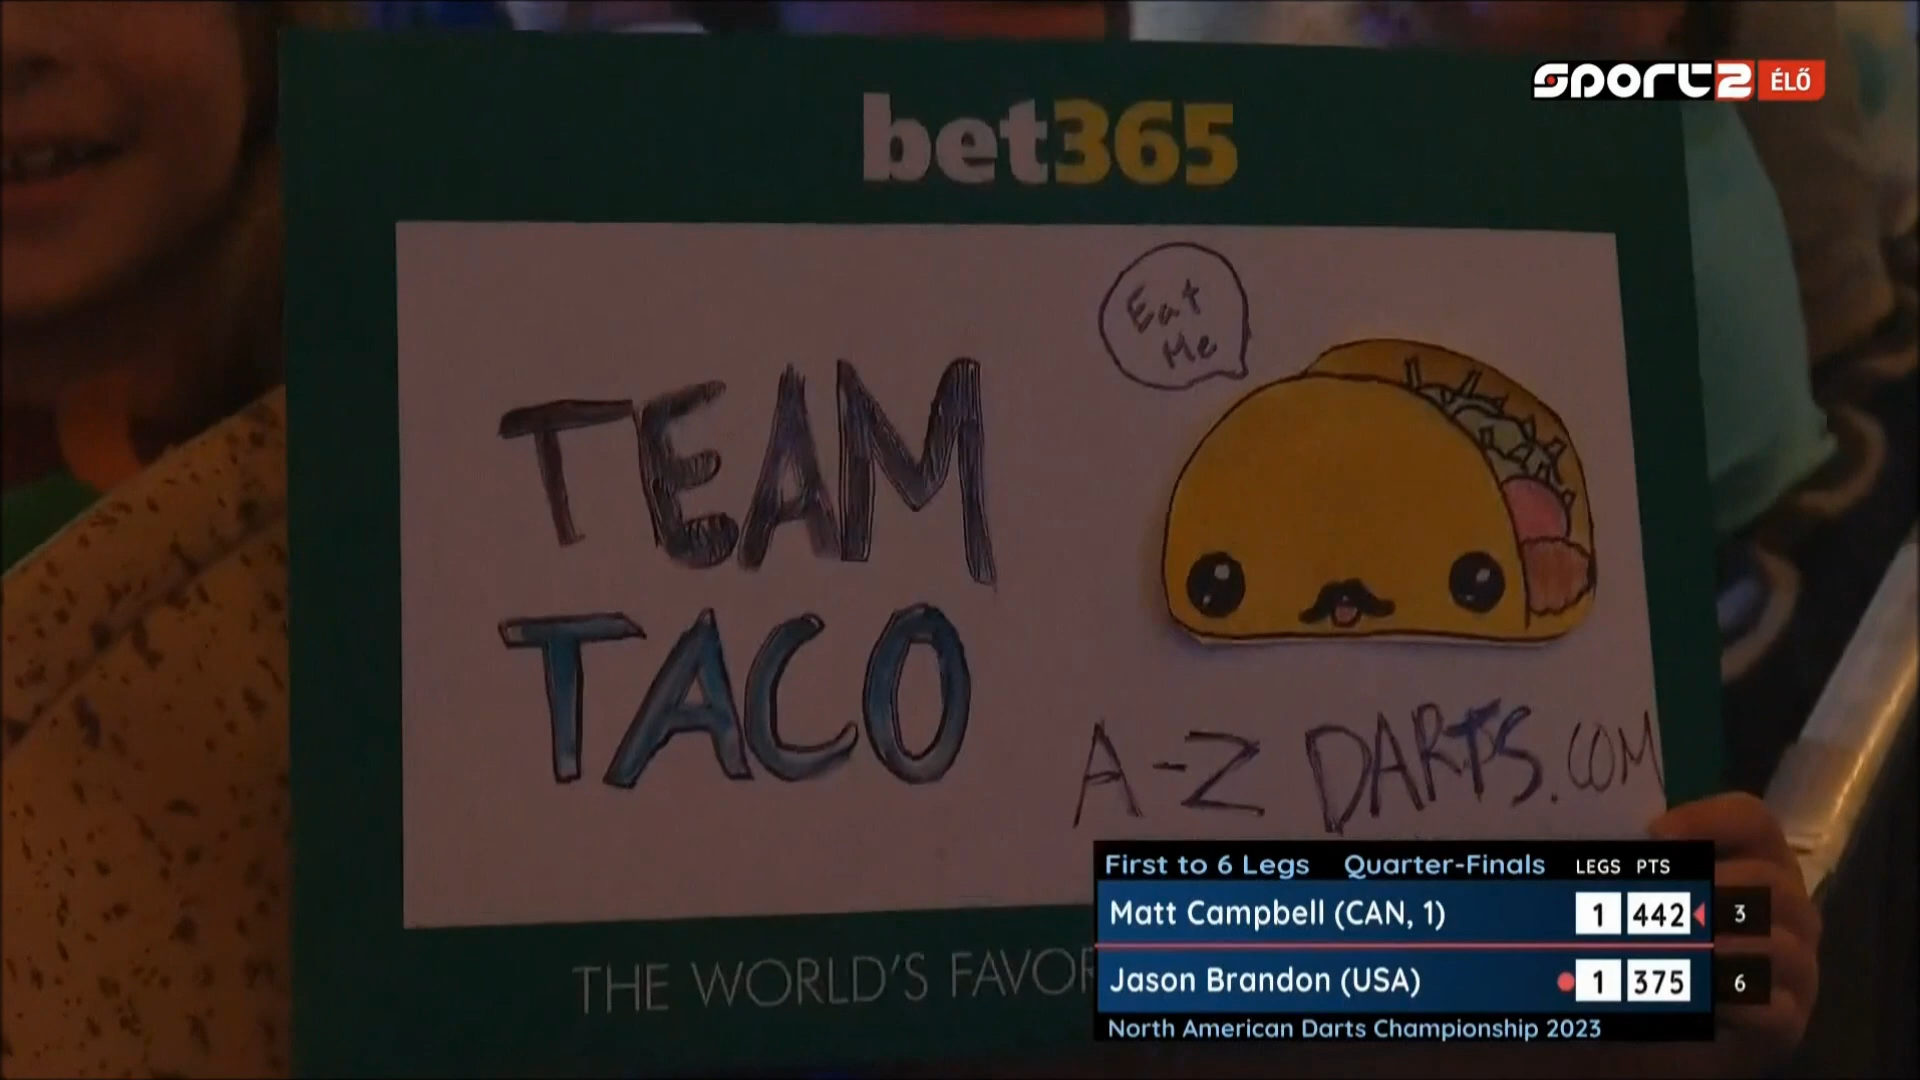 sport2 ÉLŐ
bet365
Eat
Me
TEAM
TACO
A-Z DARTS.COM
THE WORLD'S FAVOR
First to 6 Legs Quarter-Finals LEGS PTS
Matt Campbell (CAN, 1) 1 442 3
Jason Brandon (USA) 1 375 6
North American Darts Championship 2023